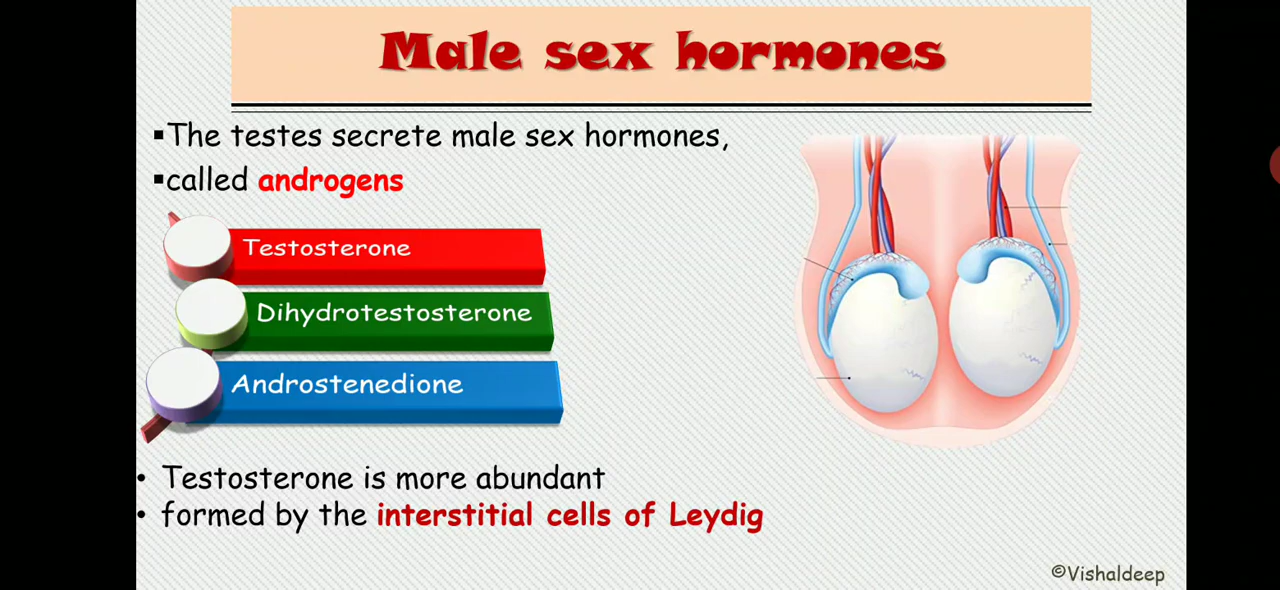 Male sex hormones
▪The testes secrete male sex hormones,
▪called androgens
Testosterone
Dihydrotestosterone
Androstenedione
• Testosterone is more abundant
• formed by the interstitial cells of Leydig
©Vishaldeep